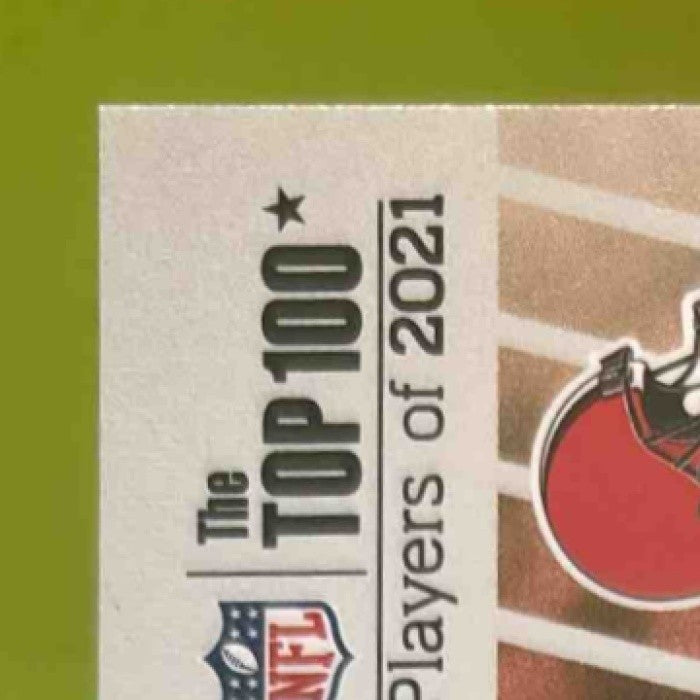 The
TOP 100
NFL
Players of 2021